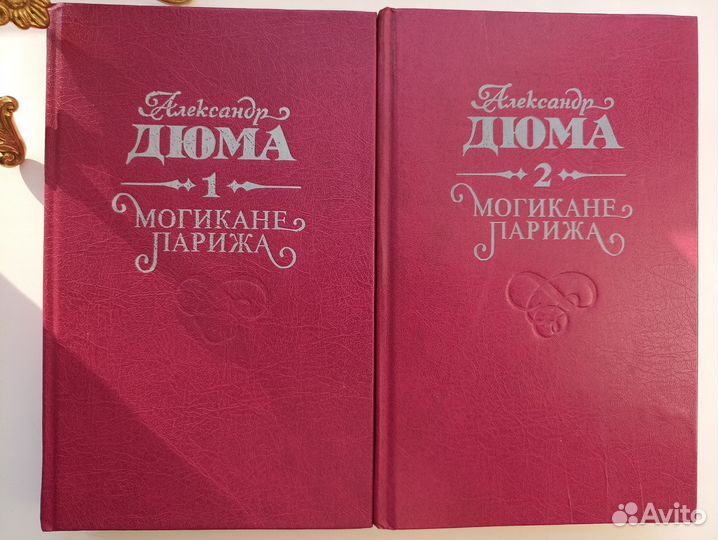 Александр
ДЮМА
1
МОГИКАНЕ
ПАРИЖА
Александр
ДЮМА
2
МОГИКАНЕ
ПАРИЖА
Avito